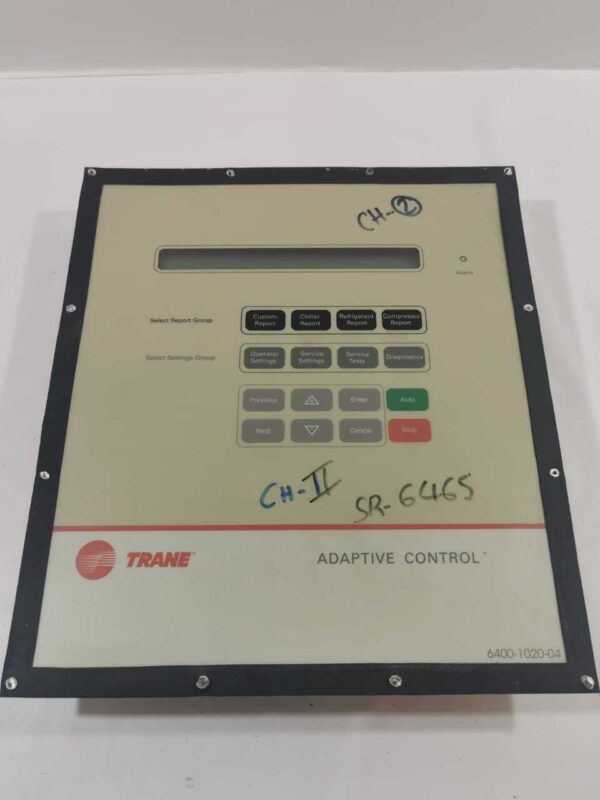 CH-2
Alarm
Select Report Group
Custom Report
Chiller Report
Refrigerant Report
Compressor Report
Select Settings Group
Operator Settings
Service Settings
Service Tests
Diagnostics
Previous
Enter
Auto
Next
Cancel
Stop
CH-II
SR-6465
TRANE™
ADAPTIVE CONTROL™
6400-1020-04